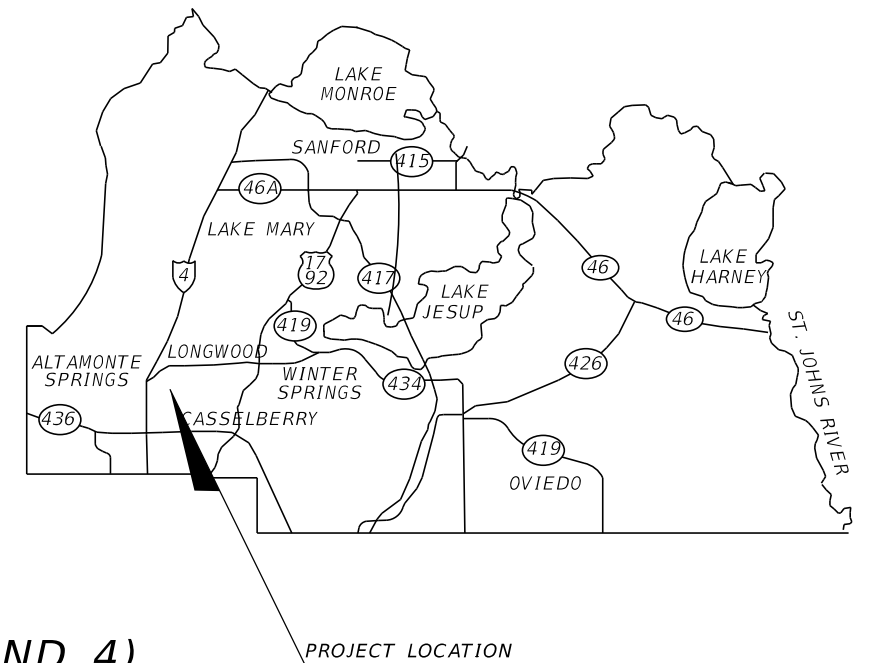 LAKE
MONROE
SANFORD
415
46A
LAKE MARY
4
17
92
417
46
LAKE
HARNEY
LAKE
JESUP
46
419
ST. JOHNS RIVER
LONGWOOD
ALTAMONTE
SPRINGS
426
WINTER
SPRINGS
434
436
CASSELBERRY
419
OVIEDO
ND 4)
PROJECT LOCATION